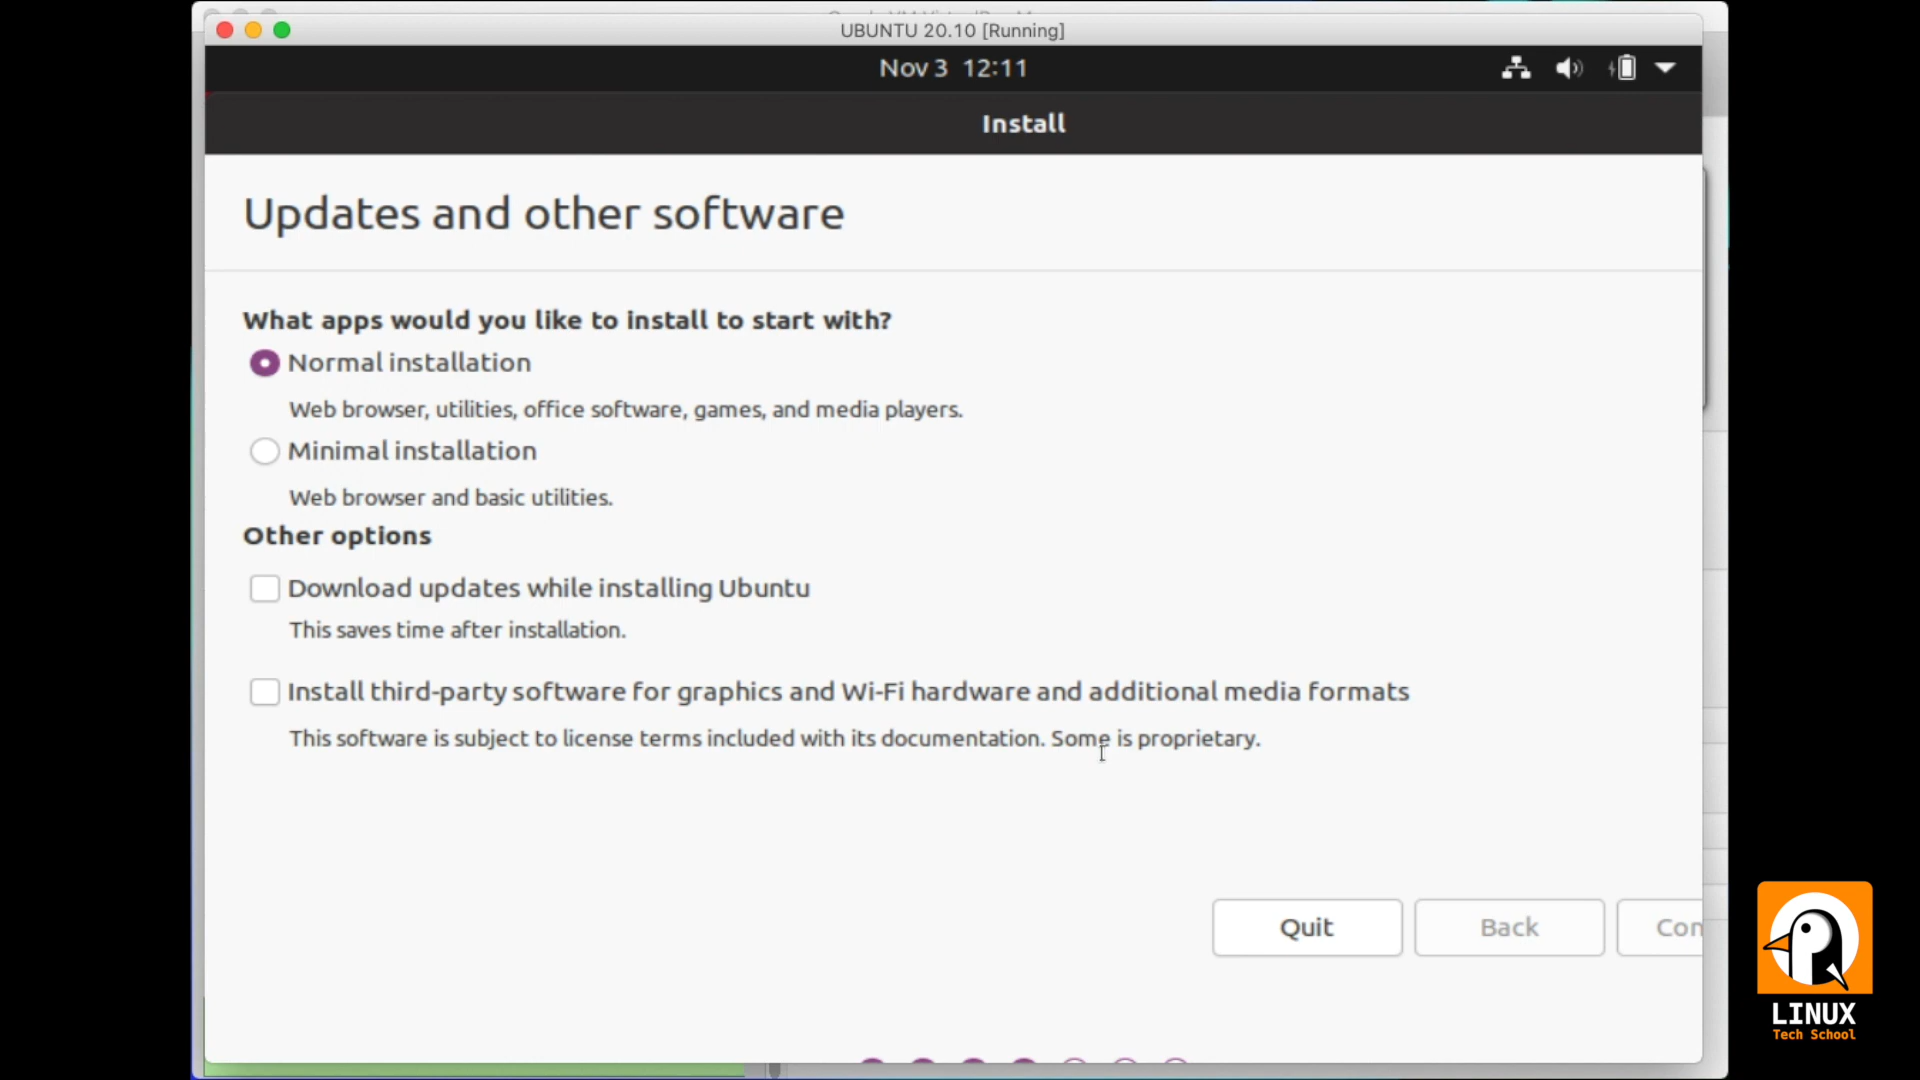 UBUNTU 20.10 [Running]
Nov 3 12:11
Install
Updates and other software
What apps would you like to install to start with?
Normal installation
Web browser, utilities, office software, games, and media players.
Minimal installation
Web browser and basic utilities.
Other options
Download updates while installing Ubuntu
This saves time after installation.
Install third-party software for graphics and Wi-Fi hardware and additional media formats
This software is subject to license terms included with its documentation. Some is proprietary.
Quit
Back
Con
LINUX
Tech School